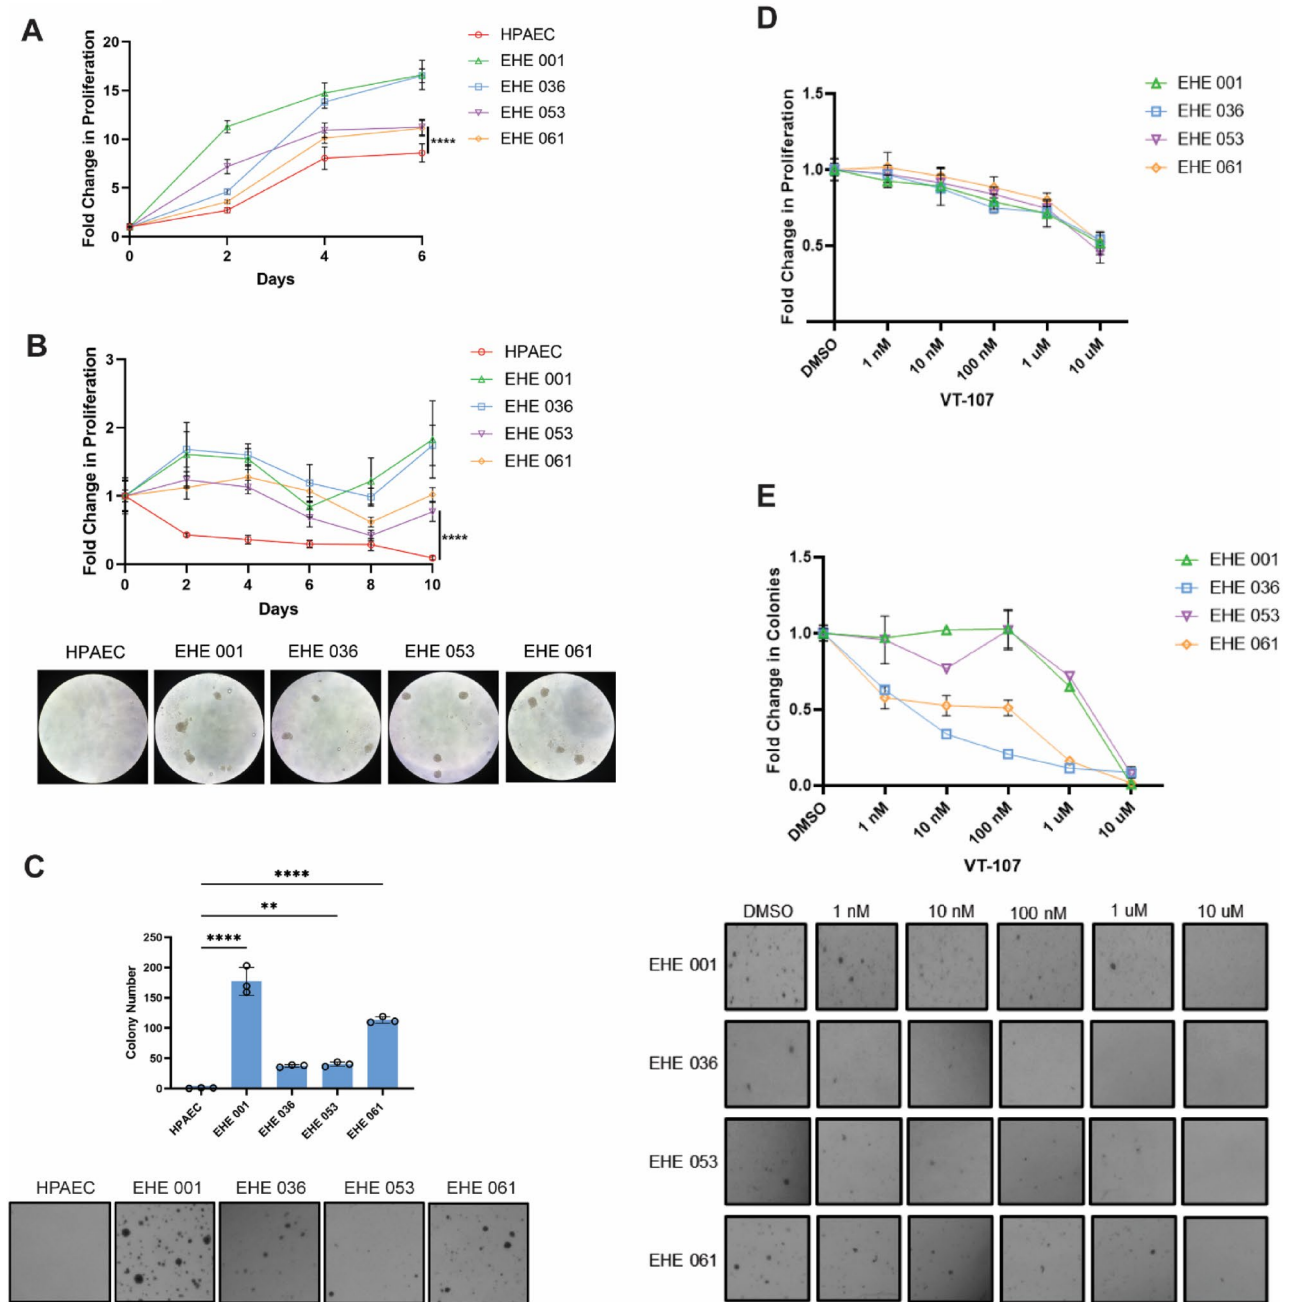 A
Fold Change in Proliferation
20
15
10
5
0
0 2 4 6
Days
HPAEC
EHE 001
EHE 036
EHE 053
EHE 061
****
B
Fold Change in Proliferation
3
2
1
0
0 2 4 6 8 10
Days
HPAEC
EHE 001
EHE 036
EHE 053
EHE 061
****
HPAEC EHE 001 EHE 036 EHE 053 EHE 061
C
****
**
****
Colony Number
250
200
150
100
50
0
HPAEC EHE 001 EHE 036 EHE 053 EHE 061
HPAEC EHE 001 EHE 036 EHE 053 EHE 061
D
Fold Change in Proliferation
1.5
1.0
0.5
DMSO 1 nM 10 nM 100 nM 1 uM 10 uM
VT-107
EHE 001
EHE 036
EHE 053
EHE 061
E
Fold Change in Colonies
1.5
1.0
0.5
0.0
DMSO 1 nM 10 nM 100 nM 1 uM 10 uM
VT-107
EHE 001
EHE 036
EHE 053
EHE 061
DMSO 1 nM 10 nM 100 nM 1 uM 10 uM
EHE 001
EHE 036
EHE 053
EHE 061